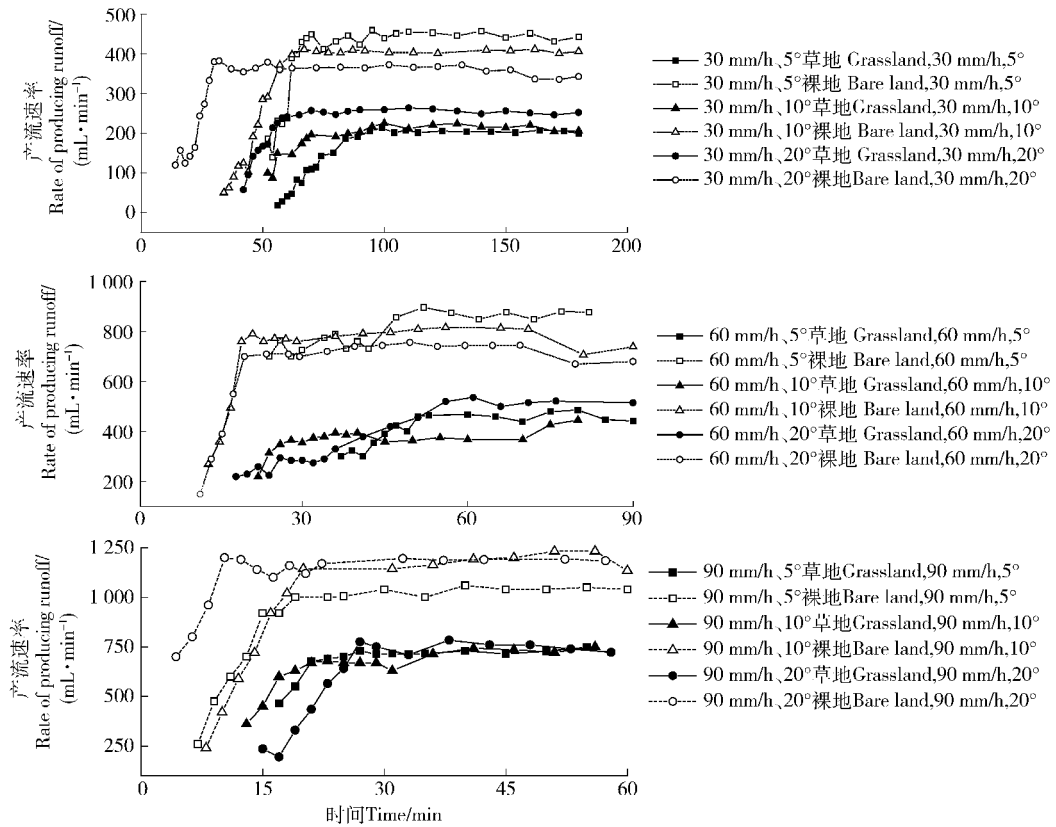 产流速率
Rate of producing runoff/
(mL·min⁻¹)
500
400
300
200
100
0
0
50
100
150
200
30 mm/h、5°草地 Grassland,30 mm/h,5°
30 mm/h、5°裸地 Bare land,30 mm/h,5°
30 mm/h、10°草地Grassland,30 mm/h,10°
30 mm/h、10°裸地 Bare land,30 mm/h,10°
30 mm/h、20°草地 Grassland,30 mm/h,20°
30 mm/h、20°裸地Bare land,30 mm/h,20°
产流速率
Rate of producing runoff/
(mL·min⁻¹)
1 000
800
600
400
200
0
30
60
90
60 mm/h、5°草地 Grassland,60 mm/h,5°
60 mm/h、5°裸地 Bare land,60 mm/h,5°
60 mm/h、10°草地 Grassland,60 mm/h,10°
60 mm/h、10°裸地 Bare land,60 mm/h,10°
60 mm/h、20°草地 Grassland,60 mm/h,20°
60 mm/h、20°裸地 Bare land,60 mm/h,20°
产流速率
Rate of producing runoff/
(mL·min⁻¹)
1 250
1 000
750
500
250
0
15
30
45
60
90 mm/h、5°草地Grassland,90 mm/h,5°
90 mm/h、5°裸地Bare land,90 mm/h,5°
90 mm/h、10°草地Grassland,90 mm/h,10°
90 mm/h、10°裸地Bare land,90 mm/h,10°
90 mm/h、20°草地Grassland,90 mm/h,20°
90 mm/h、20°裸地Bare land,90 mm/h,20°
时间Time/min